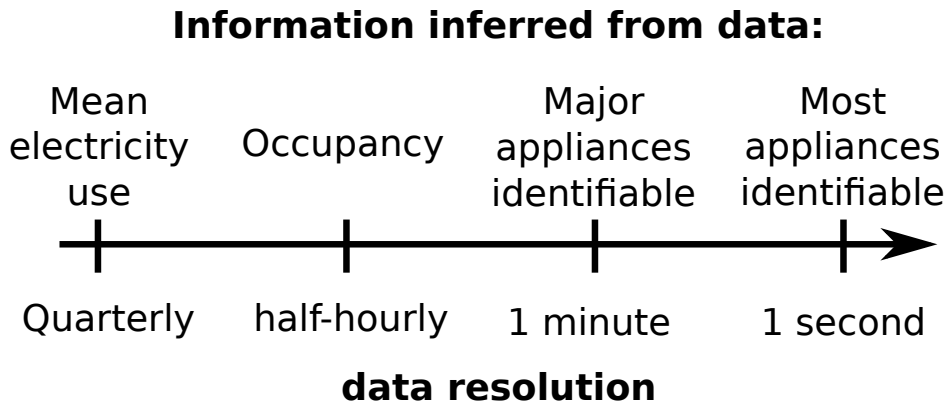 Information inferred from data:
Mean
electricity
use
Occupancy
Major
appliances
identifiable
Most
appliances
identifiable
Quarterly
half-hourly
1 minute
1 second
data resolution